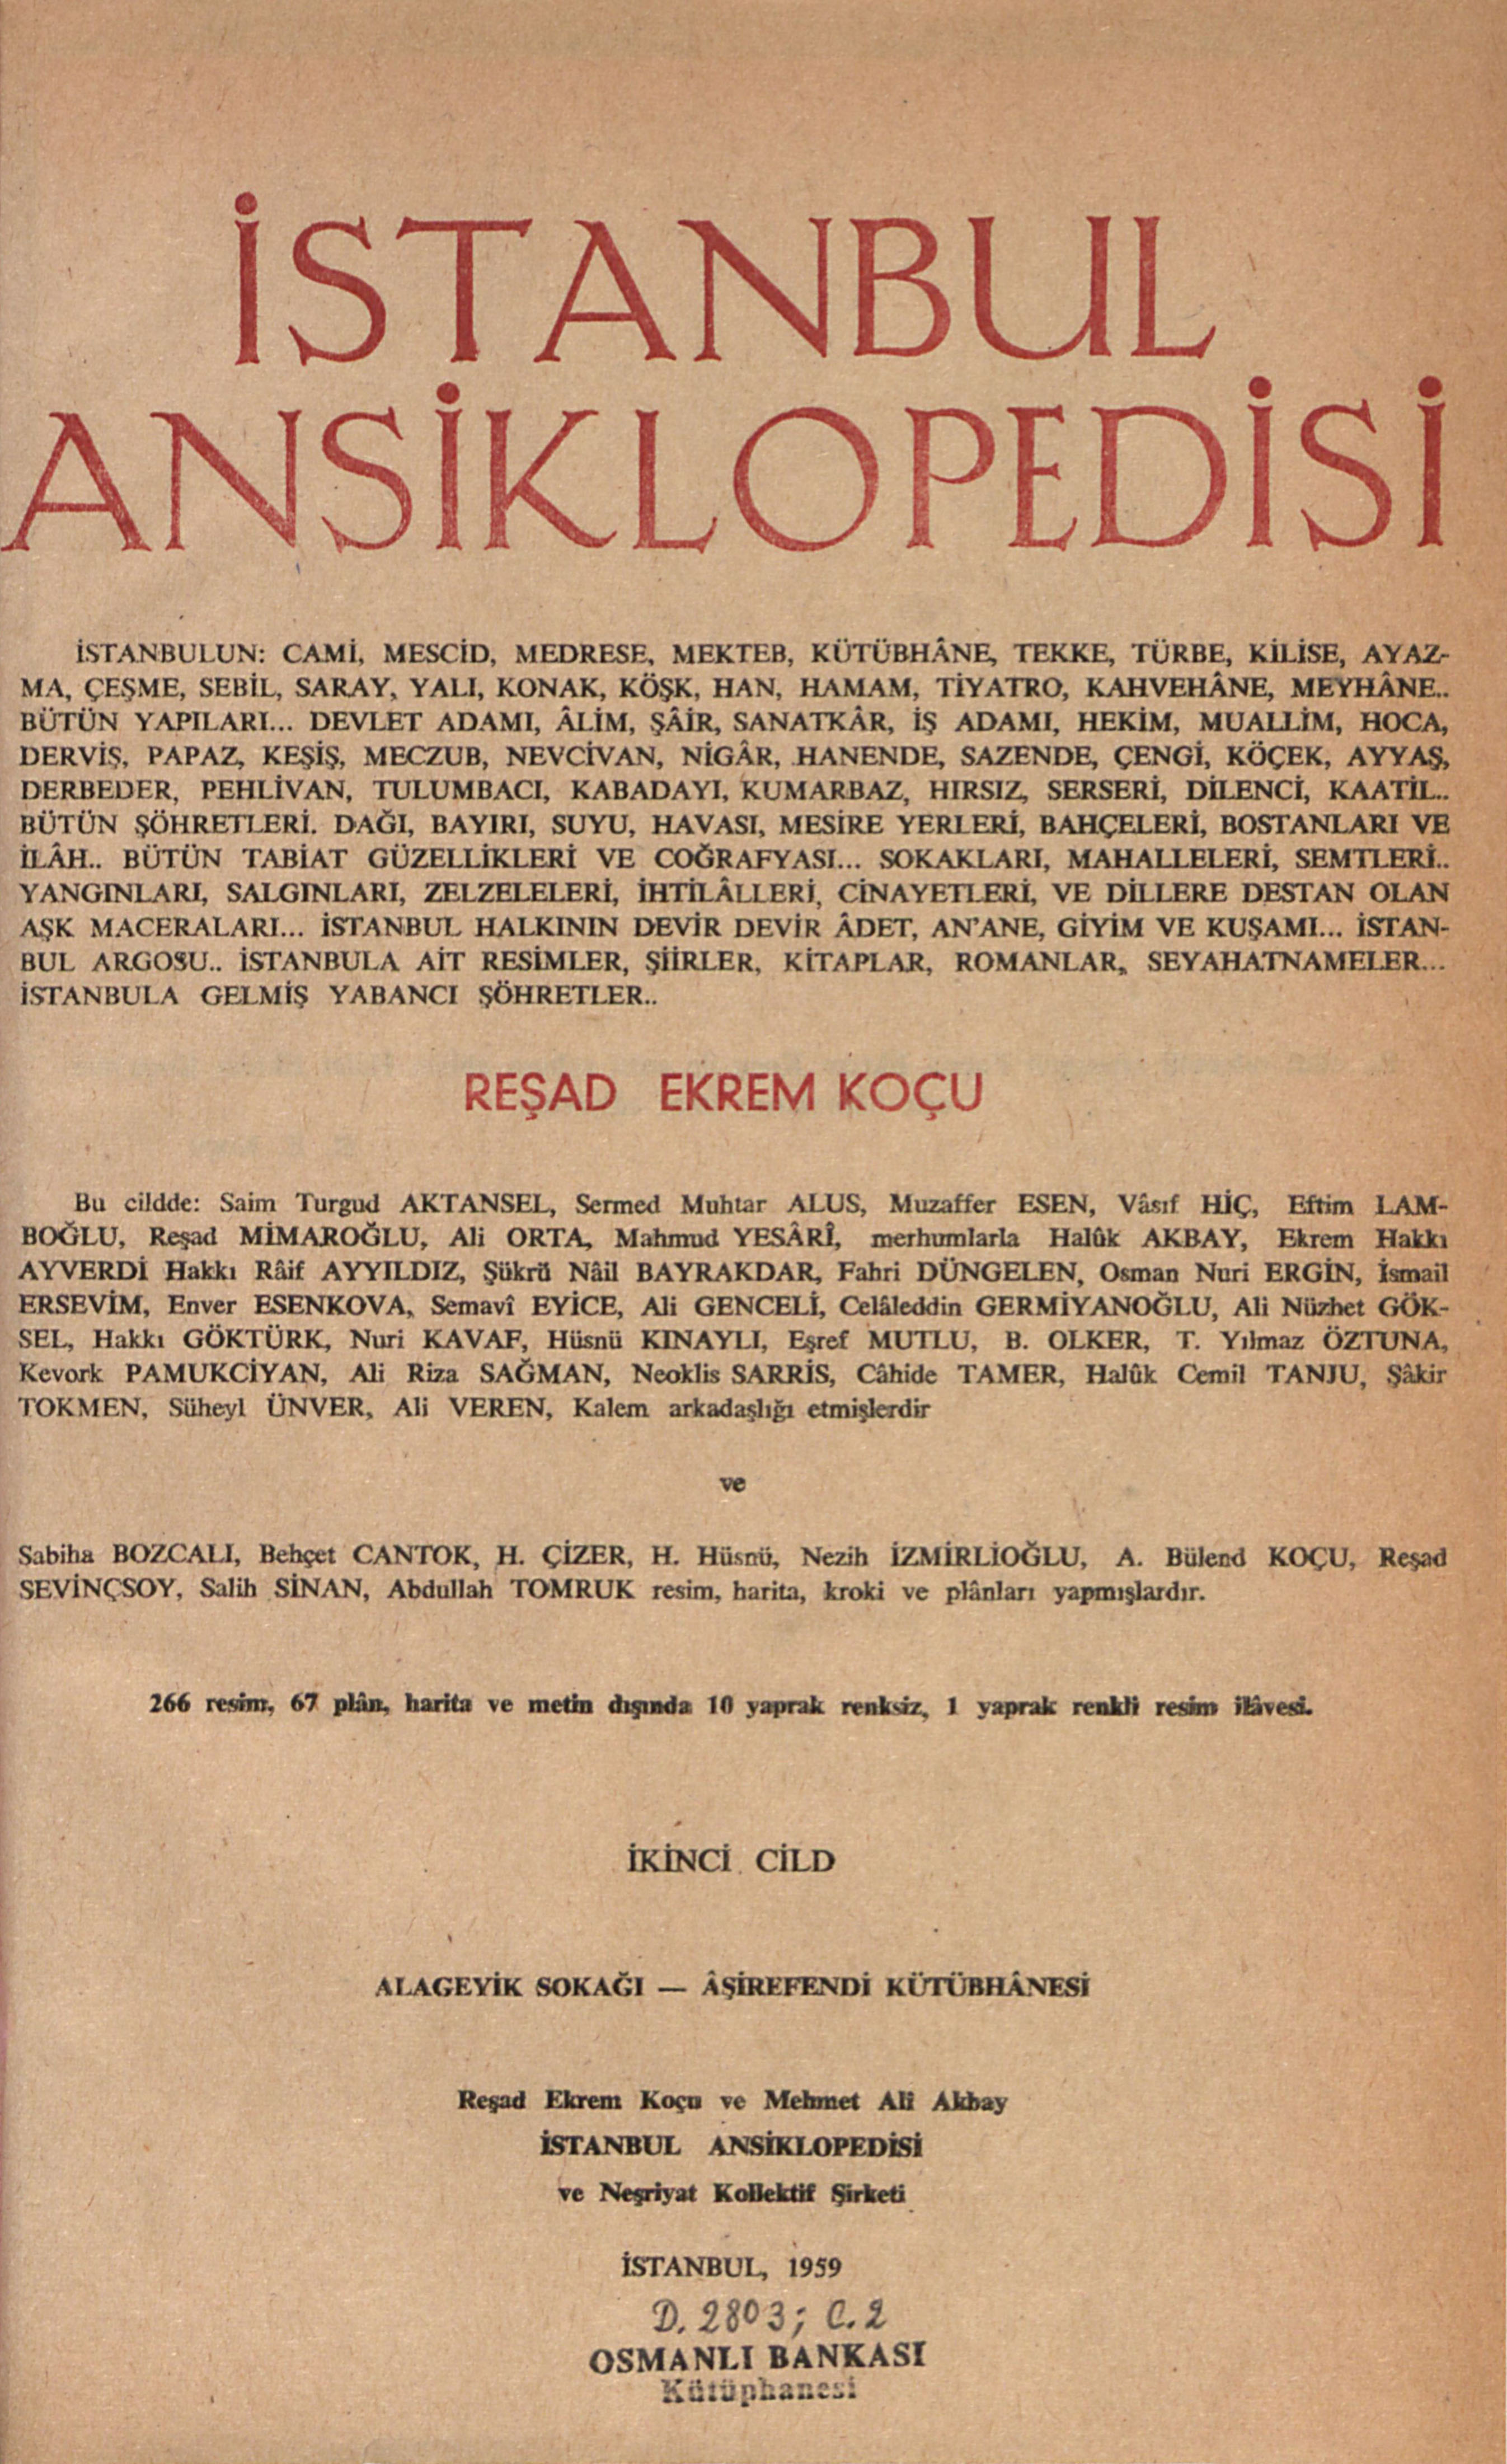 İSTANBUL
ANSİKLOPEDİSİ
İSTANBULUN: CAMİ, MESCİD, MEDRESE, MEKTEB, KÜTÜBHÂNE, TEKKE, TÜRBE, KİLİSE, AYAZ-
MA, ÇEŞME, SEBİL, SARAY, YALI, KONAK, KÖŞK, HAN, HAMAM, TİYATRO, KAHVEHÂNE, MEYHÂNE..
BÜTÜN YAPILARI... DEVLET ADAMI, ÂLİM, ŞÂİR, SANATKÂR, İŞ ADAMI, HEKİM, MUALLİM, HOCA,
DERVİŞ, PAPAZ, KEŞİŞ, MECZUB, NEVCİVAN, NİGÂR, HANENDE, SAZENDE, ÇENGİ, KÖÇEK, AYYAŞ,
DERBEDER, PEHLİVAN, TULUMBACI, KABADAYI, KUMARBAZ, HIRSIZ, SERSERİ, DİLENCİ, KAATİL..
BÜTÜN ŞÖHRETLERİ. DAĞI, BAYIRI, SUYU, HAVASI, MESİRE YERLERİ, BAHÇELERİ, BOSTANLARI VE
İLÂH.. BÜTÜN TABİAT GÜZELLİKLERİ VE COĞRAFYASI... SOKAKLARI, MAHALLELERİ, SEMTLERİ..
YANGINLARI, SALGINLARI, ZELZELELERİ, İHTİLÂLLERİ, CİNAYETLERİ, VE DİLLERE DESTAN OLAN
AŞK MACERALARI... İSTANBUL HALKININ DEVİR DEVİR ÂDET, AN'ANE, GİYİM VE KUŞAMI... İSTAN-
BUL ARGOSU.. İSTANBULA AİT RESİMLER, ŞİİRLER, KİTAPLAR, ROMANLAR, SEYAHATNAMELER...
İSTANBULA GELMİŞ YABANCI ŞÖHRETLER..
REŞAD EKREM KOÇU
Bu cildde: Saim Turgud AKTANSEL, Sermed Muhtar ALUS, Muzaffer ESEN, Vâsıf HİÇ, Eftim LAM-
BOĞLU, Reşad MİMAROĞLU, Ali ORTA, Mahmud YESÂRÎ, merhumlarla Halûk AKBAY, Ekrem Hakkı
AYVERDİ Hakkı Râif AYYILDIZ, Şükrü Nâil BAYRAKDAR, Fahri DÜNGELEN, Osman Nuri ERGİN, İsmail
ERSEVİM, Enver ESENKOVA, Semavî EYİCE, Ali GENCELİ, Celâleddin GERMİYANOĞLU, Ali Nüzhet GÖK-
SEL, Hakkı GÖKTÜRK, Nuri KAVAF, Hüsnü KINAYLI, Eşref MUTLU, B. OLKER, T. Yılmaz ÖZTUNA,
Kevork PAMUKCİYAN, Ali Riza SAĞMAN, Neoklis SARRİS, Câhide TAMER, Halûk Cemil TANJU, Şâkir
TOKMEN, Süheyl ÜNVER, Ali VEREN, Kalem arkadaşlığı etmişlerdir
ve
Sabiha BOZCALI, Behçet CANTOK, H. ÇİZER, H. Hüsnü, Nezih İZMİRLİOĞLU, A. Bülend KOÇU, Reşad
SEVİNÇSOY, Salih SİNAN, Abdullah TOMRUK resim, harita, kroki ve plânları yapmışlardır.
266 resim, 67 plân, harita ve metin dışında 10 yaprak renksiz, 1 yaprak renkli resim ilâvesi.
İKİNCİ CİLD
ALAGEYİK SOKAĞI — ÂŞİREFENDİ KÜTÜBHÂNESİ
Reşad Ekrem Koçu ve Mehmet Ali Akbay
İSTANBUL ANSİKLOPEDİSİ
ve Neşriyat Kollektif Şirketi
İSTANBUL, 1959
D. 2803; C. 2
OSMANLI BANKASI
Kütüphanesi